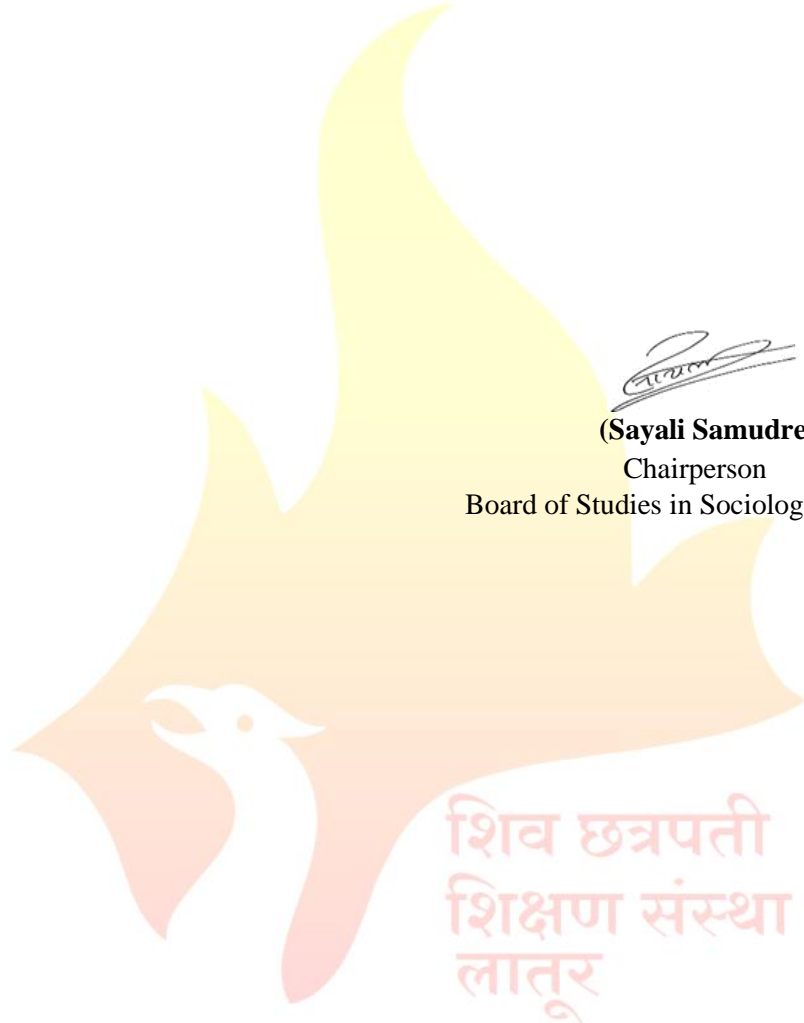 (Sayali Samudre
Chairperson
Board of Studies in Sociolog
शिव छत्रपती
शिक्षण संस्था
लातूर